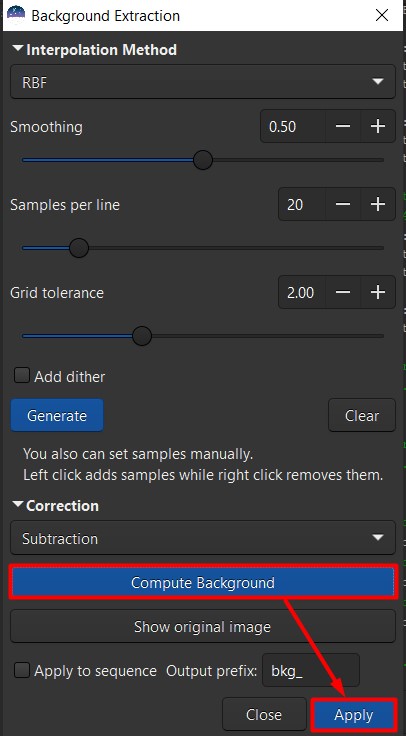 Background Extraction
Interpolation Method
RBF
Smoothing 0.50
Samples per line 20
Grid tolerance 2.00
Add dither
Generate Clear
You also can set samples manually.
Left click adds samples while right click removes them.
Correction
Subtraction
Compute Background
Show original image
Apply to sequence Output prefix: bkg_
Close Apply